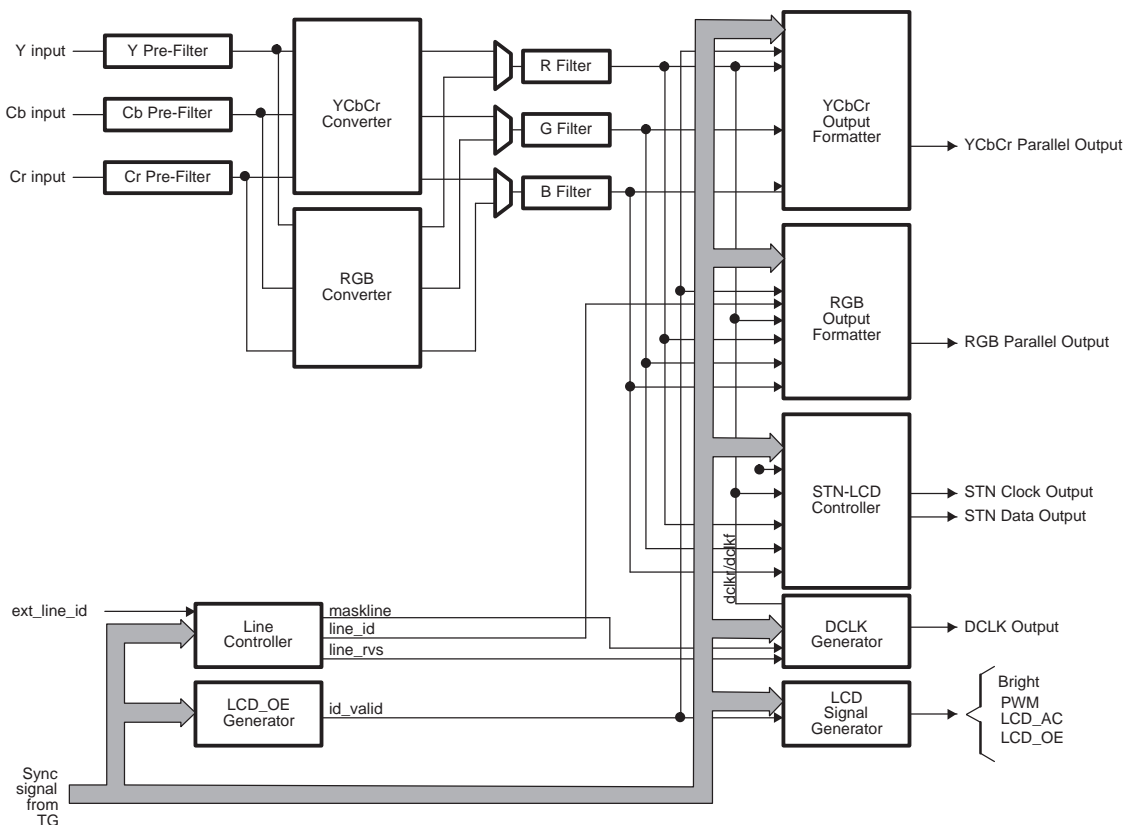 Y input
Y Pre-Filter
Cb input
Cb Pre-Filter
Cr input
Cr Pre-Filter
YCbCr
Converter
RGB
Converter
R Filter
G Filter
B Filter
YCbCr
Output
Formatter
YCbCr Parallel Output
RGB
Output
Formatter
RGB Parallel Output
STN-LCD
Controller
STN Clock Output
STN Data Output
dclkr/dclkf
ext_line_id
Line
Controller
maskline
line_id
line_rvs
DCLK
Generator
DCLK Output
LCD_OE
Generator
id_valid
LCD
Signal
Generator
Bright
PWM
LCD_AC
LCD_OE
Sync
signal
from
TG